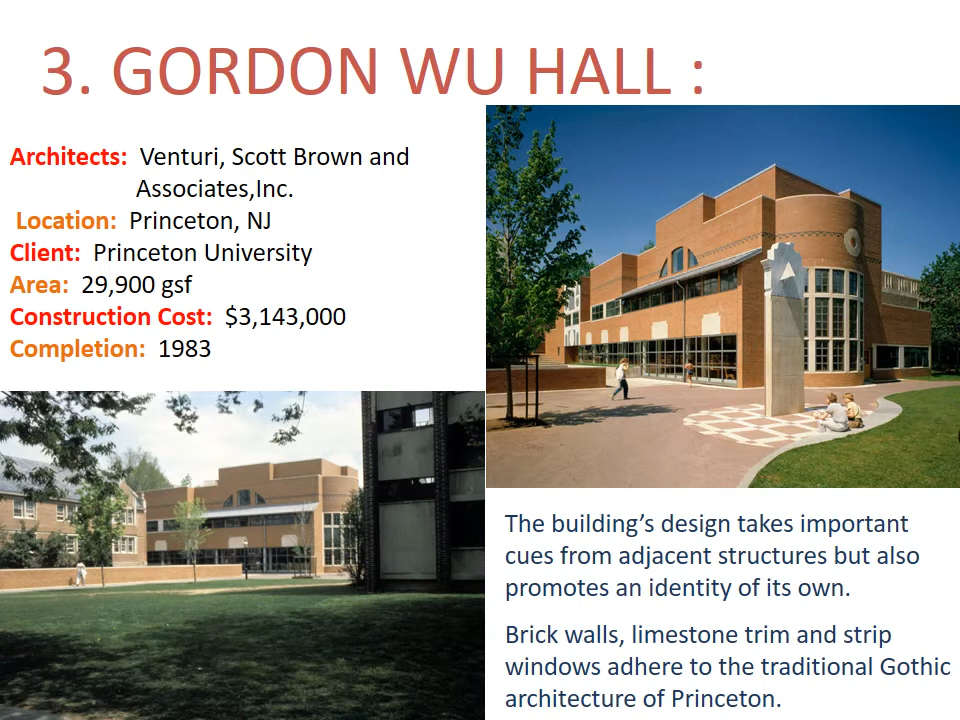 3. GORDON WU HALL :
Architects: Venturi, Scott Brown and
Associates,Inc.
Location: Princeton, NJ
Client: Princeton University
Area: 29,900 gsf
Construction Cost: $3,143,000
Completion: 1983
The building’s design takes important
cues from adjacent structures but also
promotes an identity of its own.
Brick walls, limestone trim and strip
windows adhere to the traditional Gothic
architecture of Princeton.